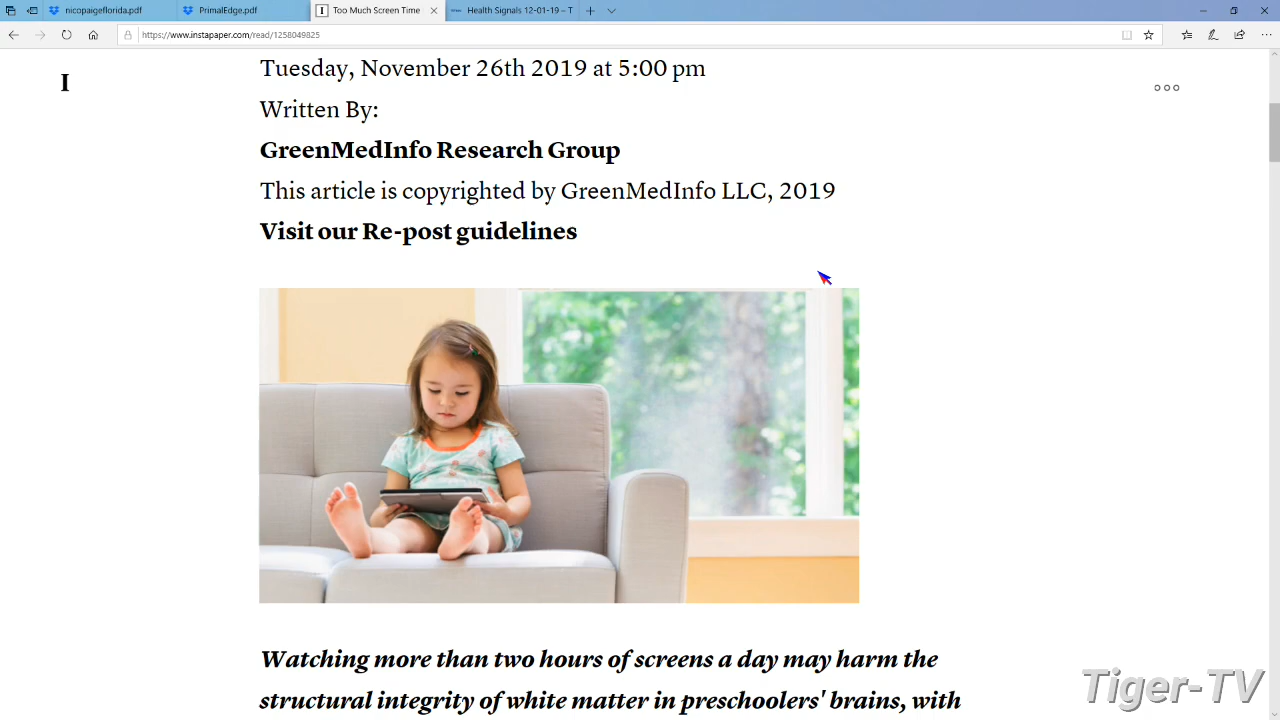 nicopaigeflorida.pdf
PrimalEdge.pdf
I Too Much Screen Time
Health Signals 12-01-19 – T
https://www.instapaper.com/read/1258049825
I
Tuesday, November 26th 2019 at 5:00 pm
Written By:
GreenMedInfo Research Group
This article is copyrighted by GreenMedInfo LLC, 2019
Visit our Re-post guidelines
Watching more than two hours of screens a day may harm the
structural integrity of white matter in preschoolers' brains, with
Tiger-TV